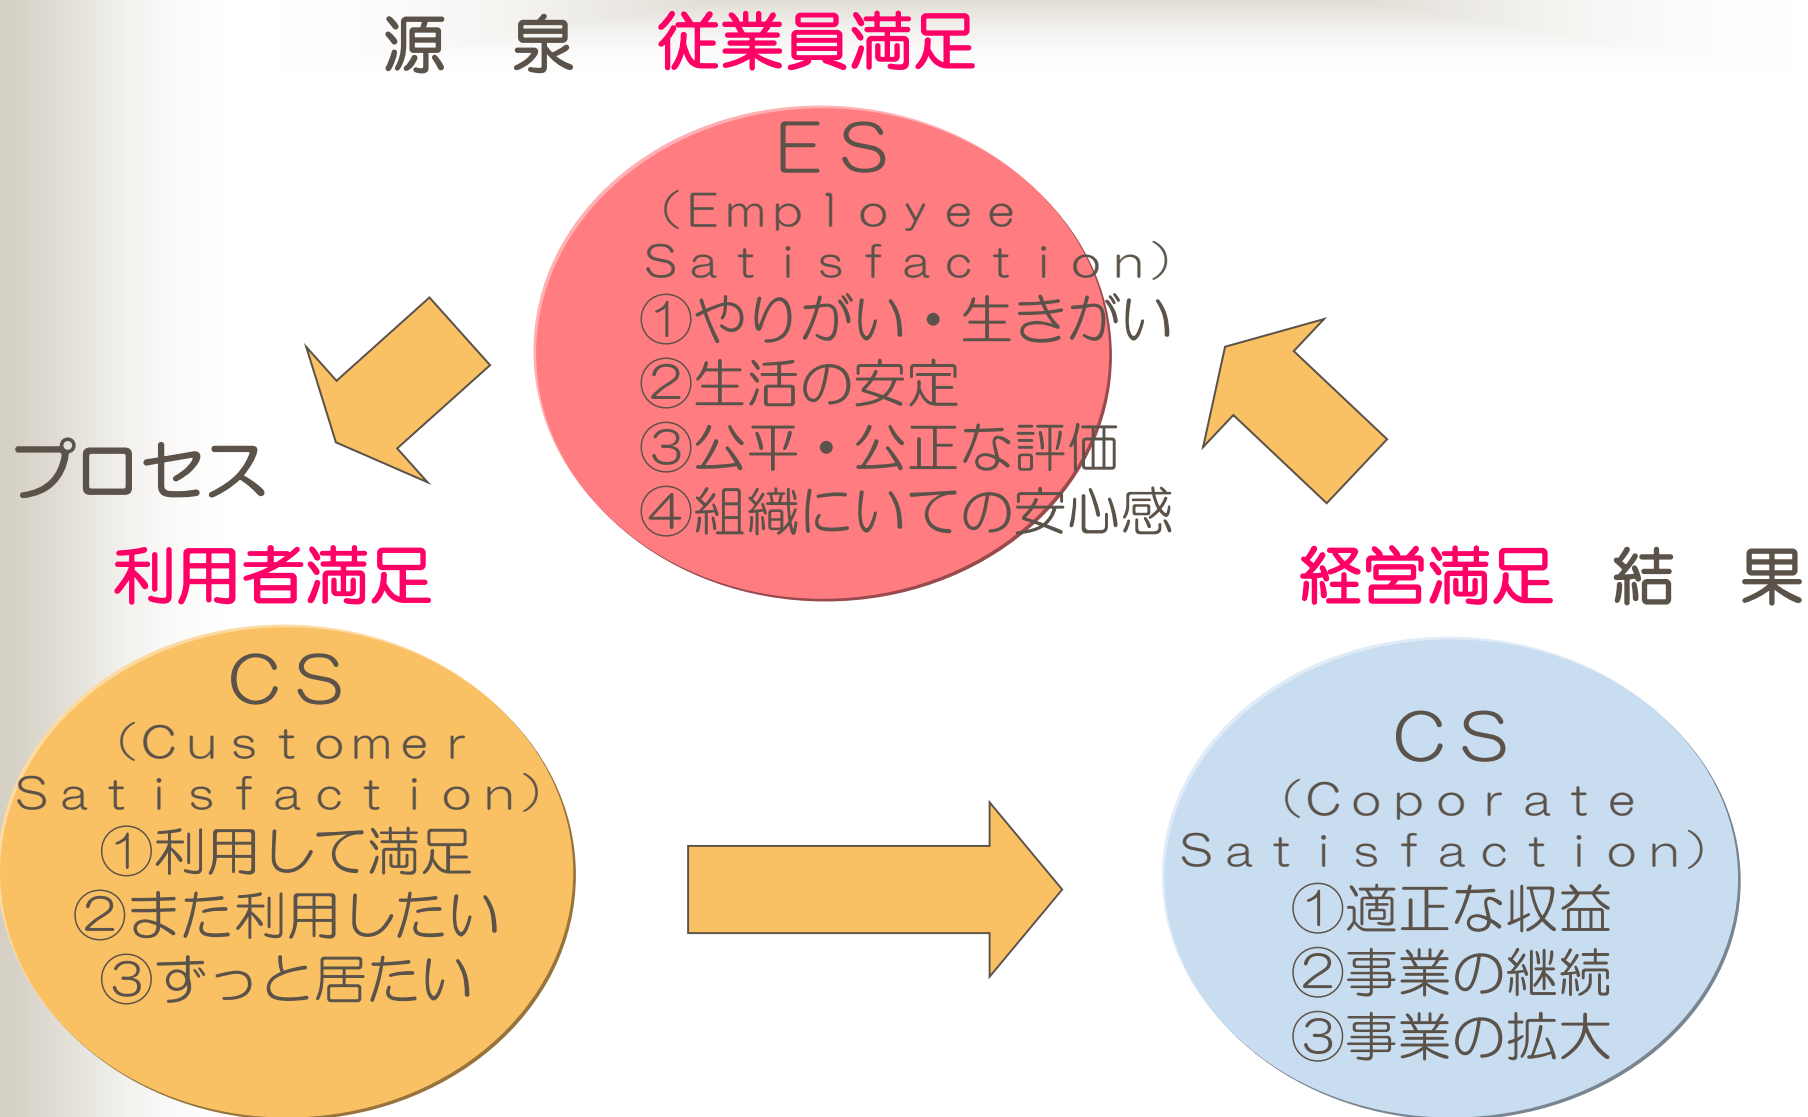 源　泉　従業員満足
ＥＳ
（Ｅｍｐｌｏｙｅｅ
Ｓａｔｉｓｆａｃｔｉｏｎ）
①やりがい・生きがい
②生活の安定
③公平・公正な評価
④組織にいての安心感
プロセス
利用者満足
ＣＳ
（Ｃｕｓｔｏｍｅｒ
Ｓａｔｉｓｆａｃｔｉｏｎ）
①利用して満足
②また利用したい
③ずっと居たい
経営満足　結　果
ＣＳ
（Ｃｏｐｏｒａｔｅ
Ｓａｔｉｓｆａｃｔｉｏｎ）
①適正な収益
②事業の継続
③事業の拡大